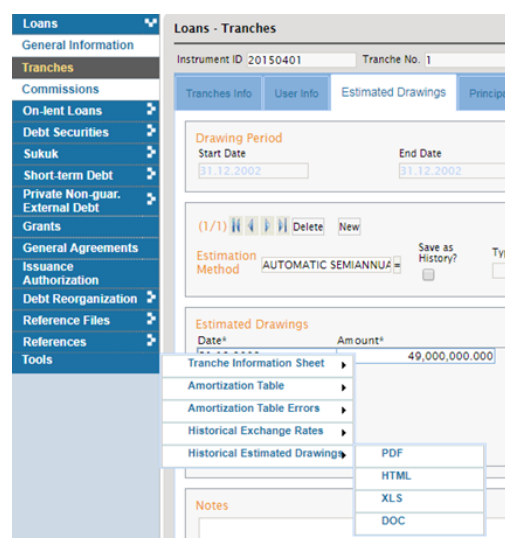 Loans
General Information
Tranches
Commissions
On-lent Loans
Debt Securities
Sukuk
Short-term Debt
Private Non-guar.
External Debt
Grants
General Agreements
Issuance
Authorization
Debt Reorganization
Reference Files
References
Tools
Loans - Tranches
Instrument ID 20150401 Tranche No. 1
Tranches Info User Info Estimated Drawings
Drawing Period
Start Date End Date
31.12.2002 31.12.2002
(1/1) Delete New
Estimation
Method
AUTOMATIC SEMIANNUA =
Save as
History?
Estimated Drawings
Date* Amount*
49,000,000.000
Tranche Information Sheet
Amortization Table
Amortization Table Errors
Historical Exchange Rates
Historical Estimated Drawings
PDF
HTML
XLS
DOC
Notes